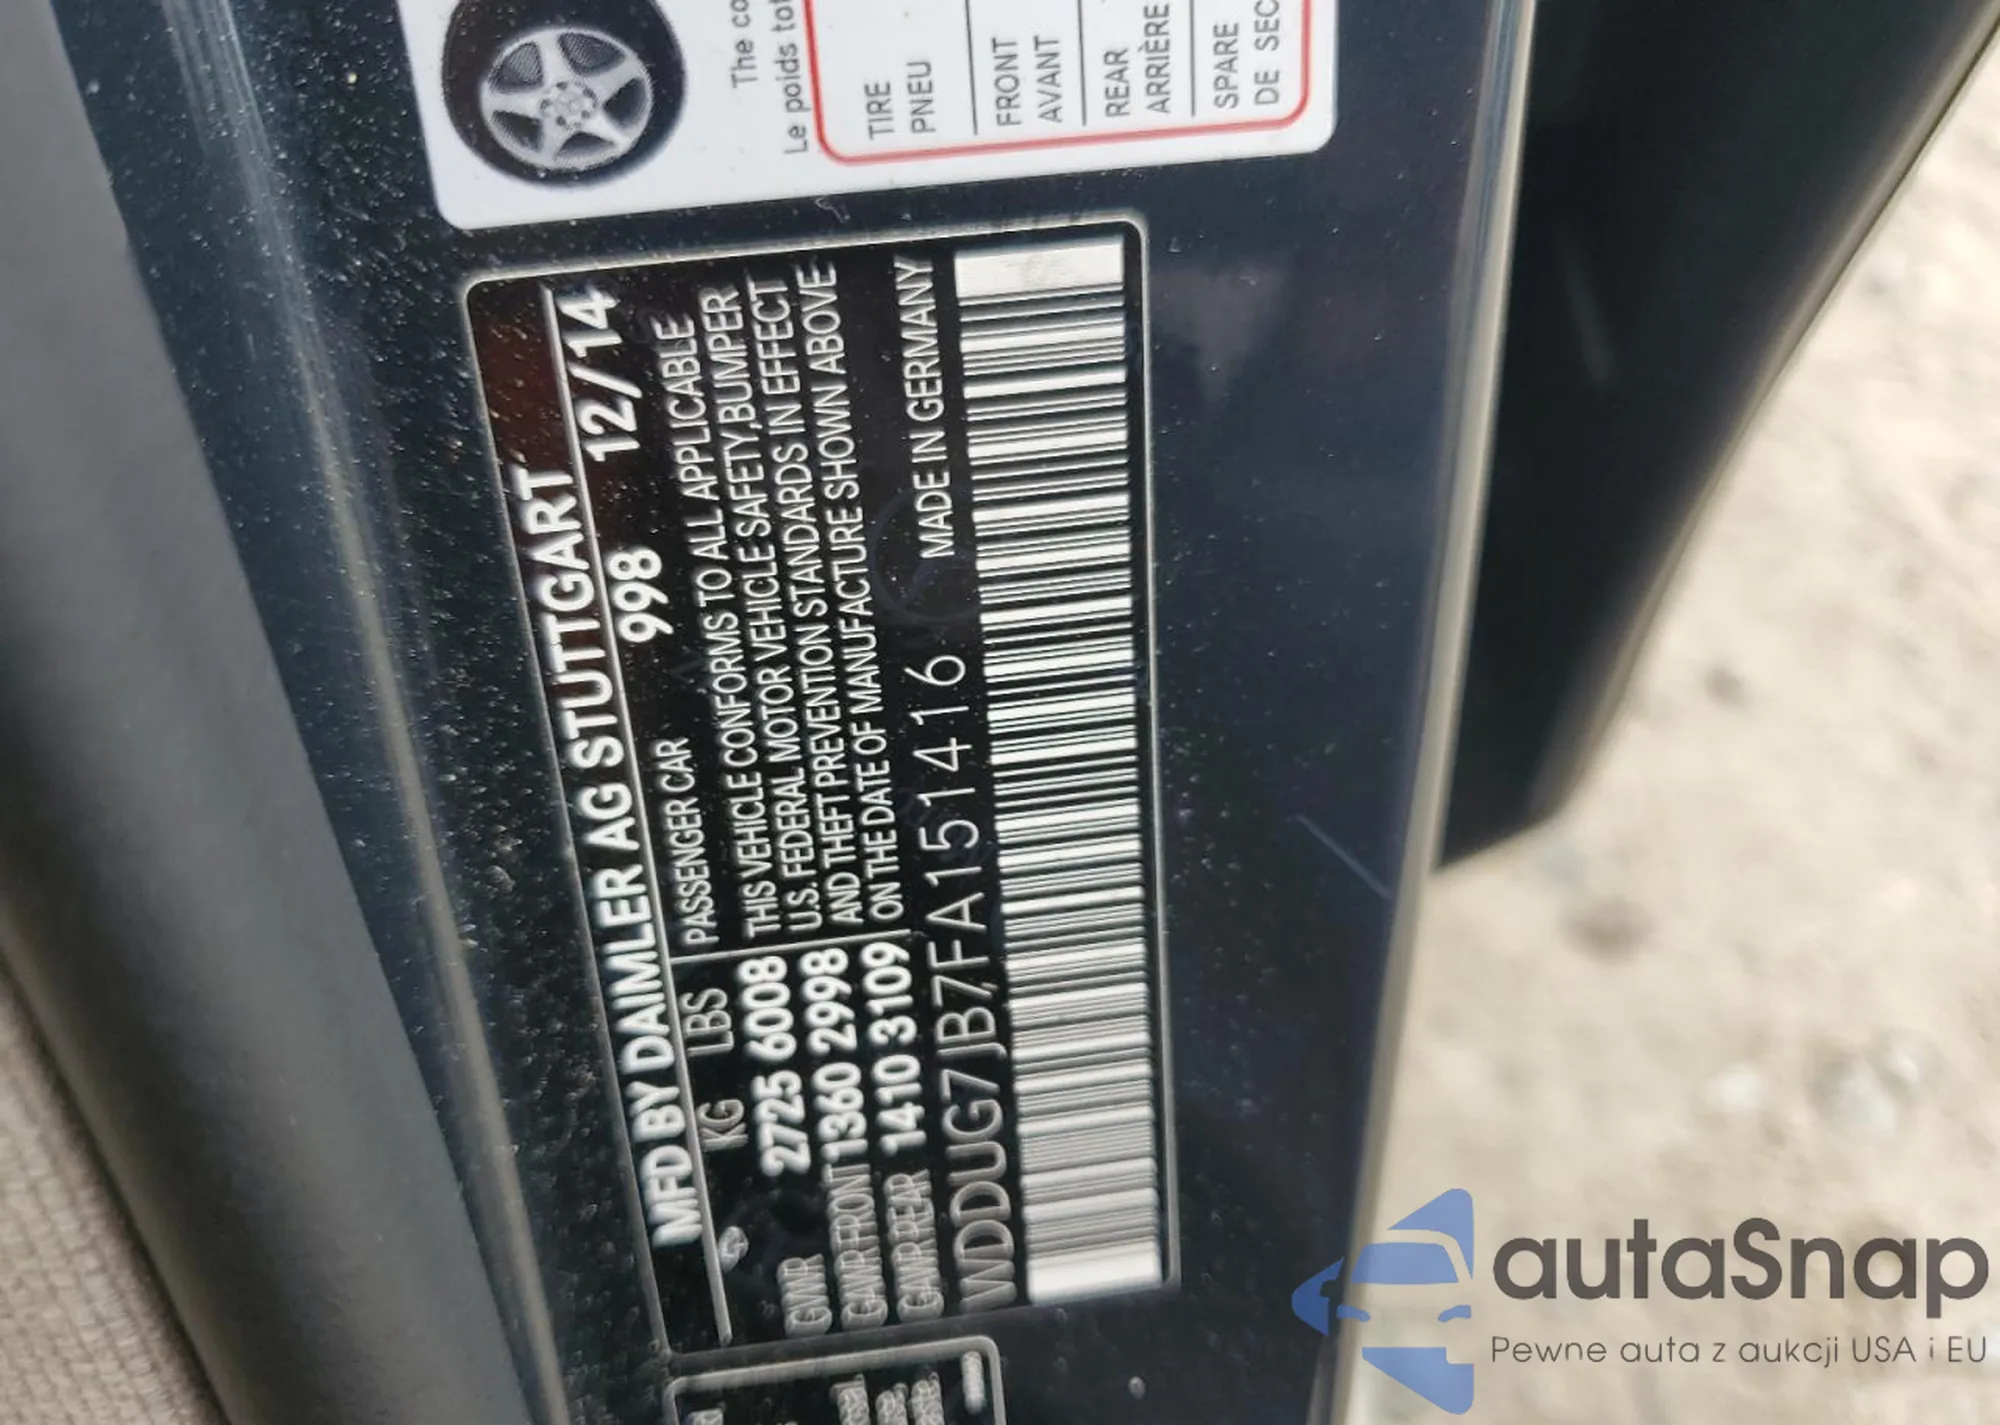 The co
Le poids tot
TIRE
PNEU
FRONT
AVANT
REAR
ARRIÈRE
SPARE
DE SEC
MFD BY DAIMLER AG STUTTGART
998 12/14
KG LBS PASSENGER CAR
GVWR 2725 6008
GAWR FRONT 1360 2998
GAWR REAR 1410 3109
THIS VEHICLE CONFORMS TO ALL APPLICABLE
U.S. FEDERAL MOTOR VEHICLE SAFETY,BUMPER
AND THEFT PREVENTION STANDARDS IN EFFECT
ON THE DATE OF MANUFACTURE SHOWN ABOVE.
MADE IN GERMANY
WDDUG7JB7FA151416
autaSnap
Pewne auta z aukcji USA i EU